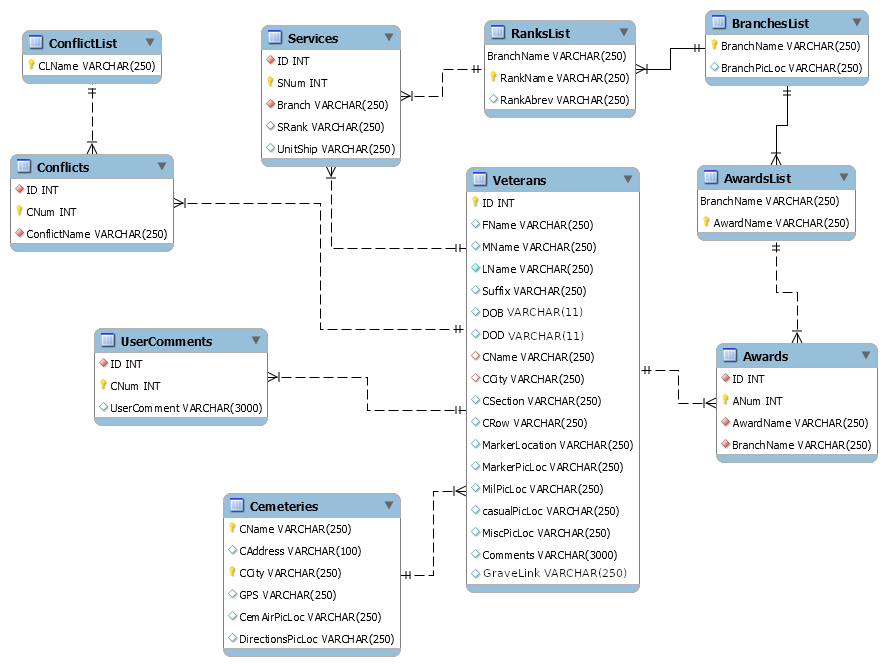 ConflictList
CLName VARCHAR(250)
Services
ID INT
SNum INT
Branch VARCHAR(250)
SRank VARCHAR(250)
UnitShip VARCHAR(250)
RanksList
BranchName VARCHAR(250)
RankName VARCHAR(250)
RankAbrev VARCHAR(250)
BranchesList
BranchName VARCHAR(250)
BranchPicLoc VARCHAR(250)
Conflicts
ID INT
CNum INT
ConflictName VARCHAR(250)
Veterans
ID INT
FName VARCHAR(250)
MName VARCHAR(250)
LName VARCHAR(250)
Suffix VARCHAR(250)
DOB VARCHAR(11)
DOD VARCHAR(11)
CName VARCHAR(250)
CCity VARCHAR(250)
CSection VARCHAR(250)
CRow VARCHAR(250)
MarkerLocation VARCHAR(250)
MarkerPicLoc VARCHAR(250)
MilPicLoc VARCHAR(250)
casualPicLoc VARCHAR(250)
MiscPicLoc VARCHAR(250)
Comments VARCHAR(3000)
GraveLink VARCHAR(250)
AwardsList
BranchName VARCHAR(250)
AwardName VARCHAR(250)
UserComments
ID INT
CNum INT
UserComment VARCHAR(3000)
Awards
ID INT
ANum INT
AwardName VARCHAR(250)
BranchName VARCHAR(250)
Cemeteries
CName VARCHAR(250)
CAddress VARCHAR(100)
CCity VARCHAR(250)
GPS VARCHAR(250)
CemAirPicLoc VARCHAR(250)
DirectionsPicLoc VARCHAR(250)